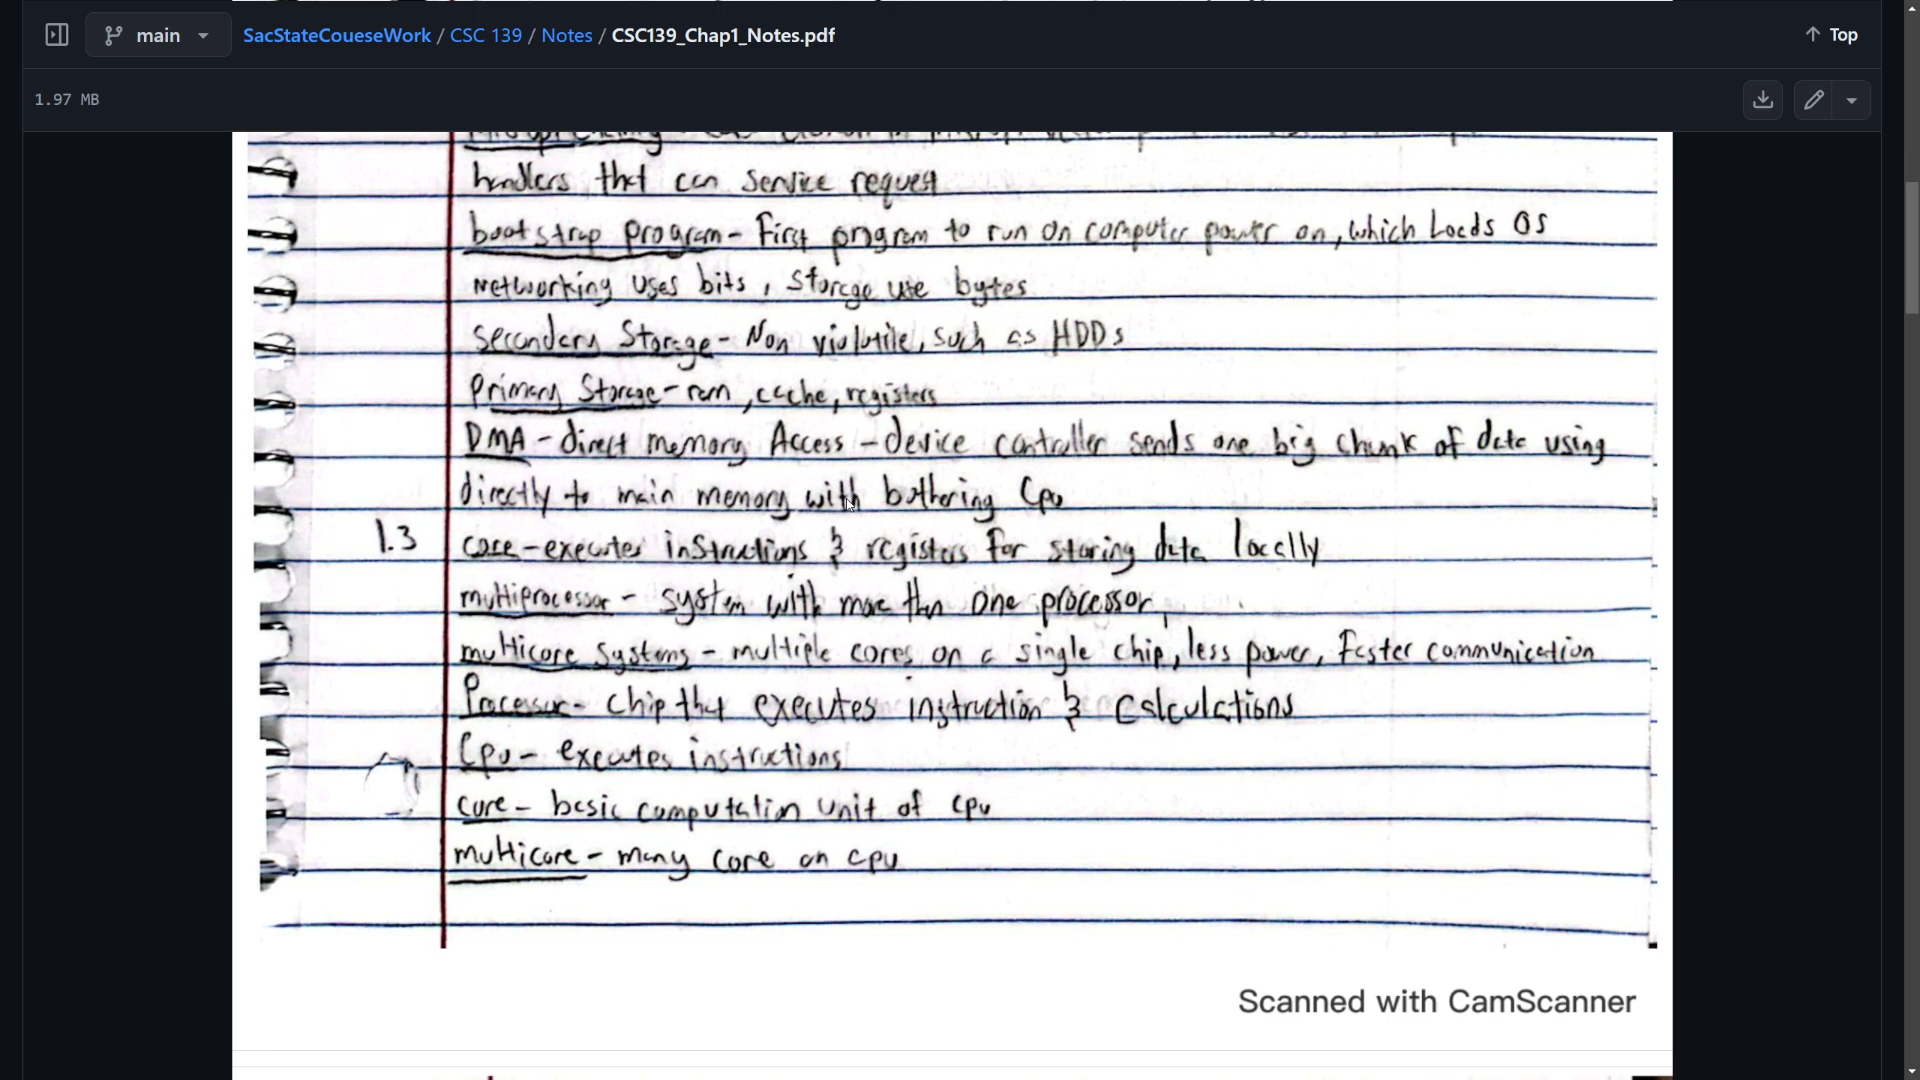 main
SacStateCoueseWork / CSC 139 / Notes / CSC139_Chap1_Notes.pdf
Top
1.97 MB
handlers that can service request
bootstrap program - First program to run on computer power on, which Loads OS
Networking uses bits, Storage use bytes
Secondary Storage - Non violutile, such as HDDs
Primary Storage - ram, cache, registers
DMA - direct memory Access - device controller sends one big chunk of data using
directly to main memory with bothering Cpu
1.3 core - executes instructions & registers for storing data locally
multiprocessor - system with more than one processor
multicore systems - multiple cores on a single chip, less power, faster communication
Processor - Chip that executes instruction & calculations
Cpu - executes instructions
core - basic computation unit of cpu
multicore - many core on cpu
Scanned with CamScanner